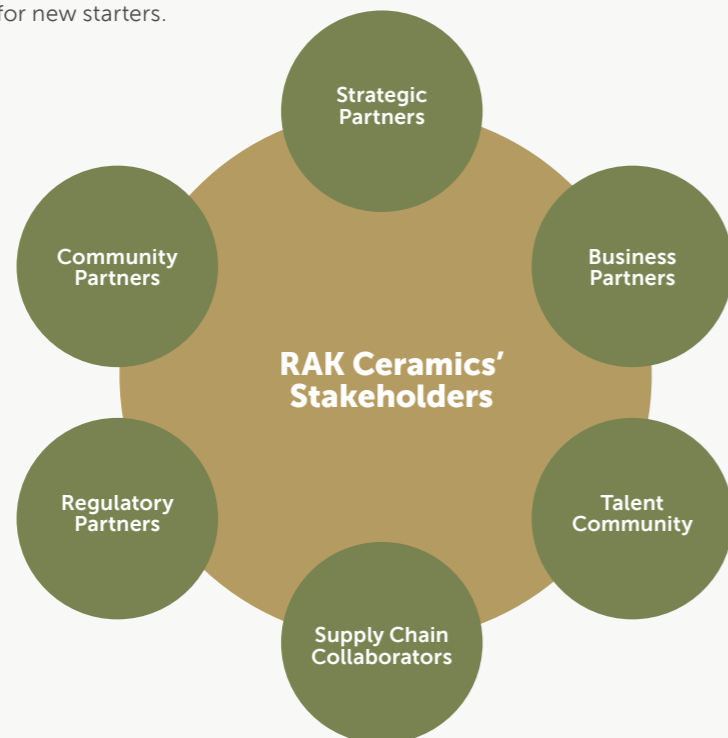 for new starters.
Strategic
Partners
Community
Partners
Business
Partners
RAK Ceramics’
Stakeholders
Regulatory
Partners
Talent
Community
Supply Chain
Collaborators